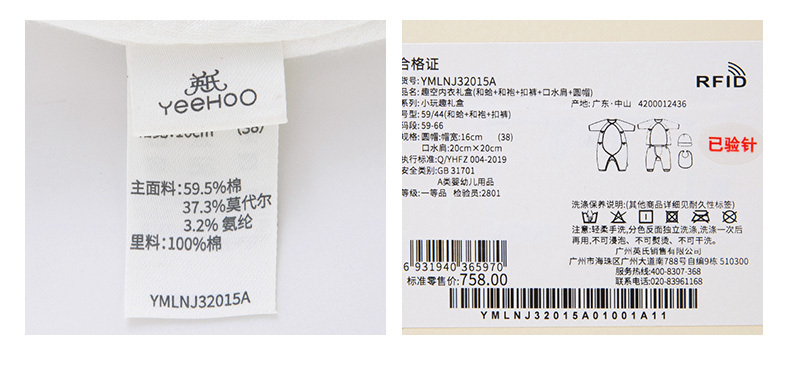 英氏
YeeHOO
16cm (38)
主面料:59.5%棉
37.3%莫代尔
3.2%氨纶
里料:100%棉
YMLNJ32015A
合格证
货号:YMLNJ32015A
品名:趣空内衣礼盒(和蛤+和袍+扣裤+口水肩+圆帽)
系列:小玩趣礼盒
号型:59/44(和蛤+和袍+扣裤)
码段:59-66
规格:圆帽:帽宽:16cm (38)
口水肩:20cm×20cm
执行标准:Q/YHFZ 004-2019
安全类别:GB 31701
A类婴幼儿用品
等级:一等品 检验员:2801
RFID
产地:广东·中山 4200012436
已验针
洗涤保养说明:(其他商品详细见耐久性标签)
注意:轻柔手洗,分色反面独立洗涤,洗涤一次后
再用,不可浸泡、不可熨烫、不可干洗。
广州英氏销售有限公司
广州市海珠区广州大道南788号自编9栋 510300
服务热线:400-8307-368
联系电话:020-83961168
6 931940 365970
标准零售价:758.00
YMLNJ32015A01001A11